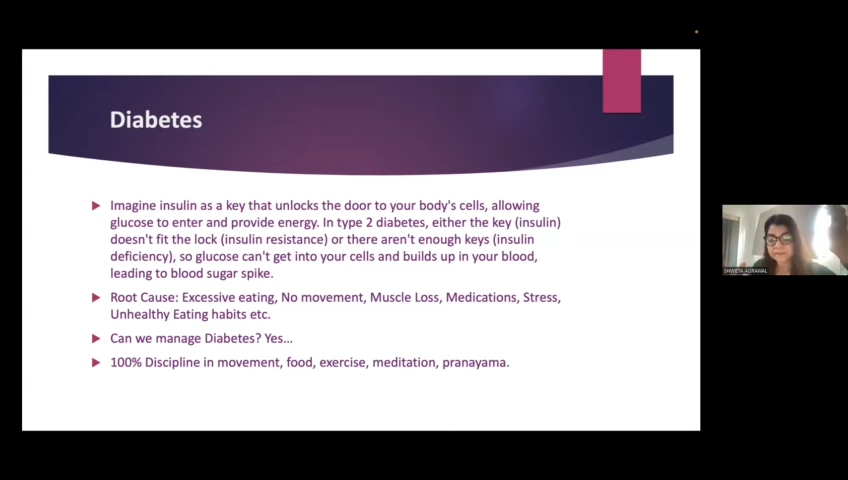 Diabetes
Imagine insulin as a key that unlocks the door to your body's cells, allowing
glucose to enter and provide energy. In type 2 diabetes, either the key (insulin)
doesn't fit the lock (insulin resistance) or there aren't enough keys (insulin
deficiency), so glucose can't get into your cells and builds up in your blood,
leading to blood sugar spike.
Root Cause: Excessive eating, No movement, Muscle Loss, Medications, Stress,
Unhealthy Eating habits etc.
Can we manage Diabetes? Yes...
100% Discipline in movement, food, exercise, meditation, pranayama.
SHWETA AGRAWAL